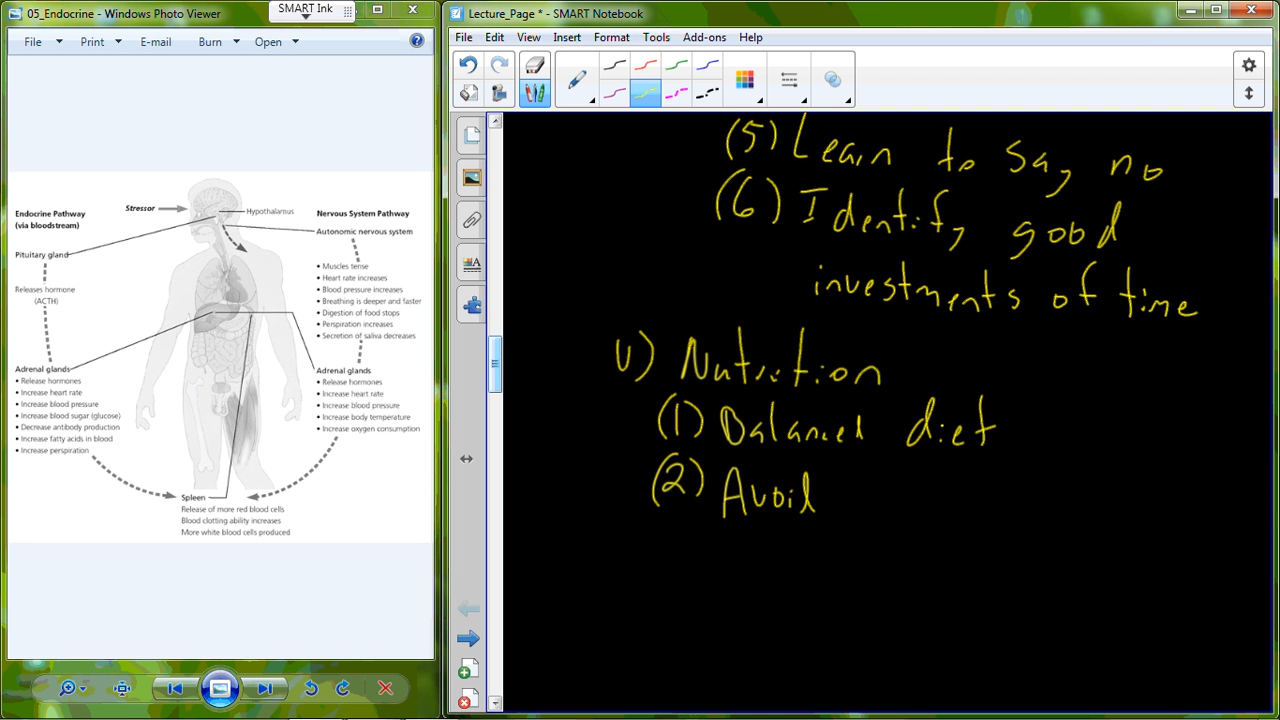 05_Endocrine - Windows Photo Viewer
SMART Ink
File Print E-mail Burn Open
Stressor
Hypothalamus
Endocrine Pathway
(via bloodstream)
Nervous System Pathway
Autonomic nervous system
Pituitary gland
Releases hormone
(ACTH)
• Muscles tense
• Heart rate increases
• Blood pressure increases
• Breathing is deeper and faster
• Digestion of food stops
• Perspiration increases
• Secretion of saliva decreases
Adrenal glands
• Release hormones
• Increase heart rate
• Increase blood pressure
• Increase blood sugar (glucose)
• Decrease antibody production
• Increase fatty acids in blood
• Increase perspiration
Adrenal glands
• Release hormones
• Increase heart rate
• Increase blood pressure
• Increase body temperature
• Increase oxygen consumption
Spleen
Release of more red blood cells
Blood clotting ability increases
More white blood cells produced
Lecture_Page * - SMART Notebook
File Edit View Insert Format Tools Add-ons Help
(5) Learn to say no
(6) Identify good
investments of time
U) Nutrition
(1) Balanced diet
(2) Avoid